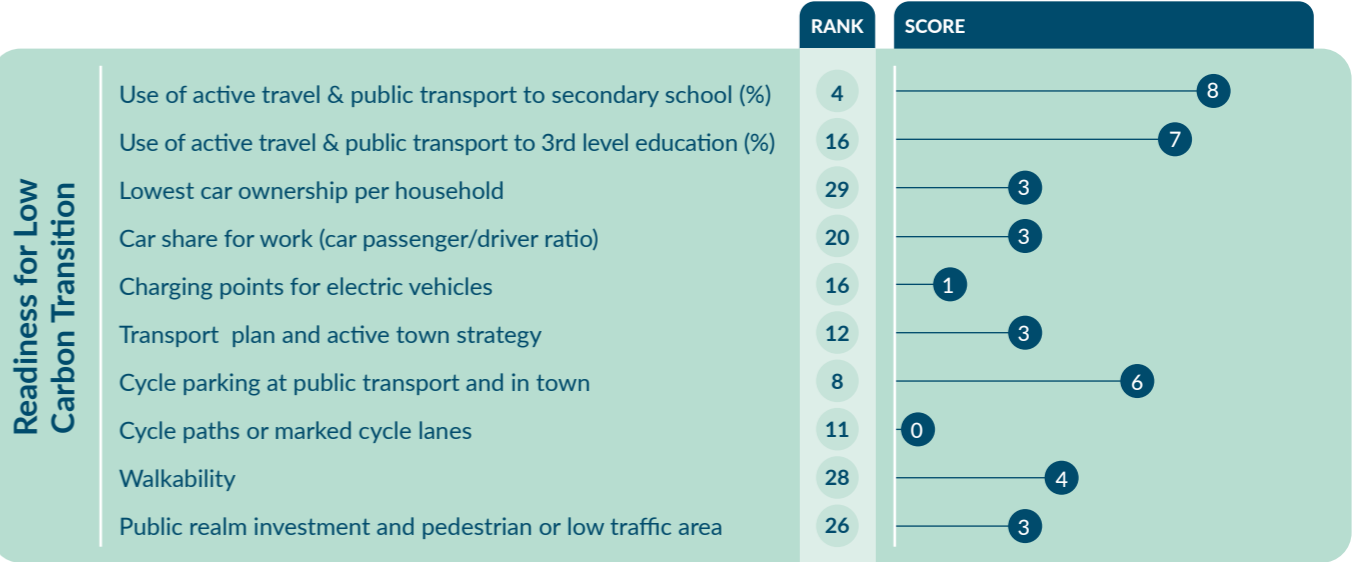 RANK SCORE
Readiness for Low
Carbon Transition
Use of active travel & public transport to secondary school (%) 4 8
Use of active travel & public transport to 3rd level education (%) 16 7
Lowest car ownership per household 29 3
Car share for work (car passenger/driver ratio) 20 3
Charging points for electric vehicles 16 1
Transport  plan and active town strategy 12 3
Cycle parking at public transport and in town 8 6
Cycle paths or marked cycle lanes 11 0
Walkability 28 4
Public realm investment and pedestrian or low traffic area 26 3